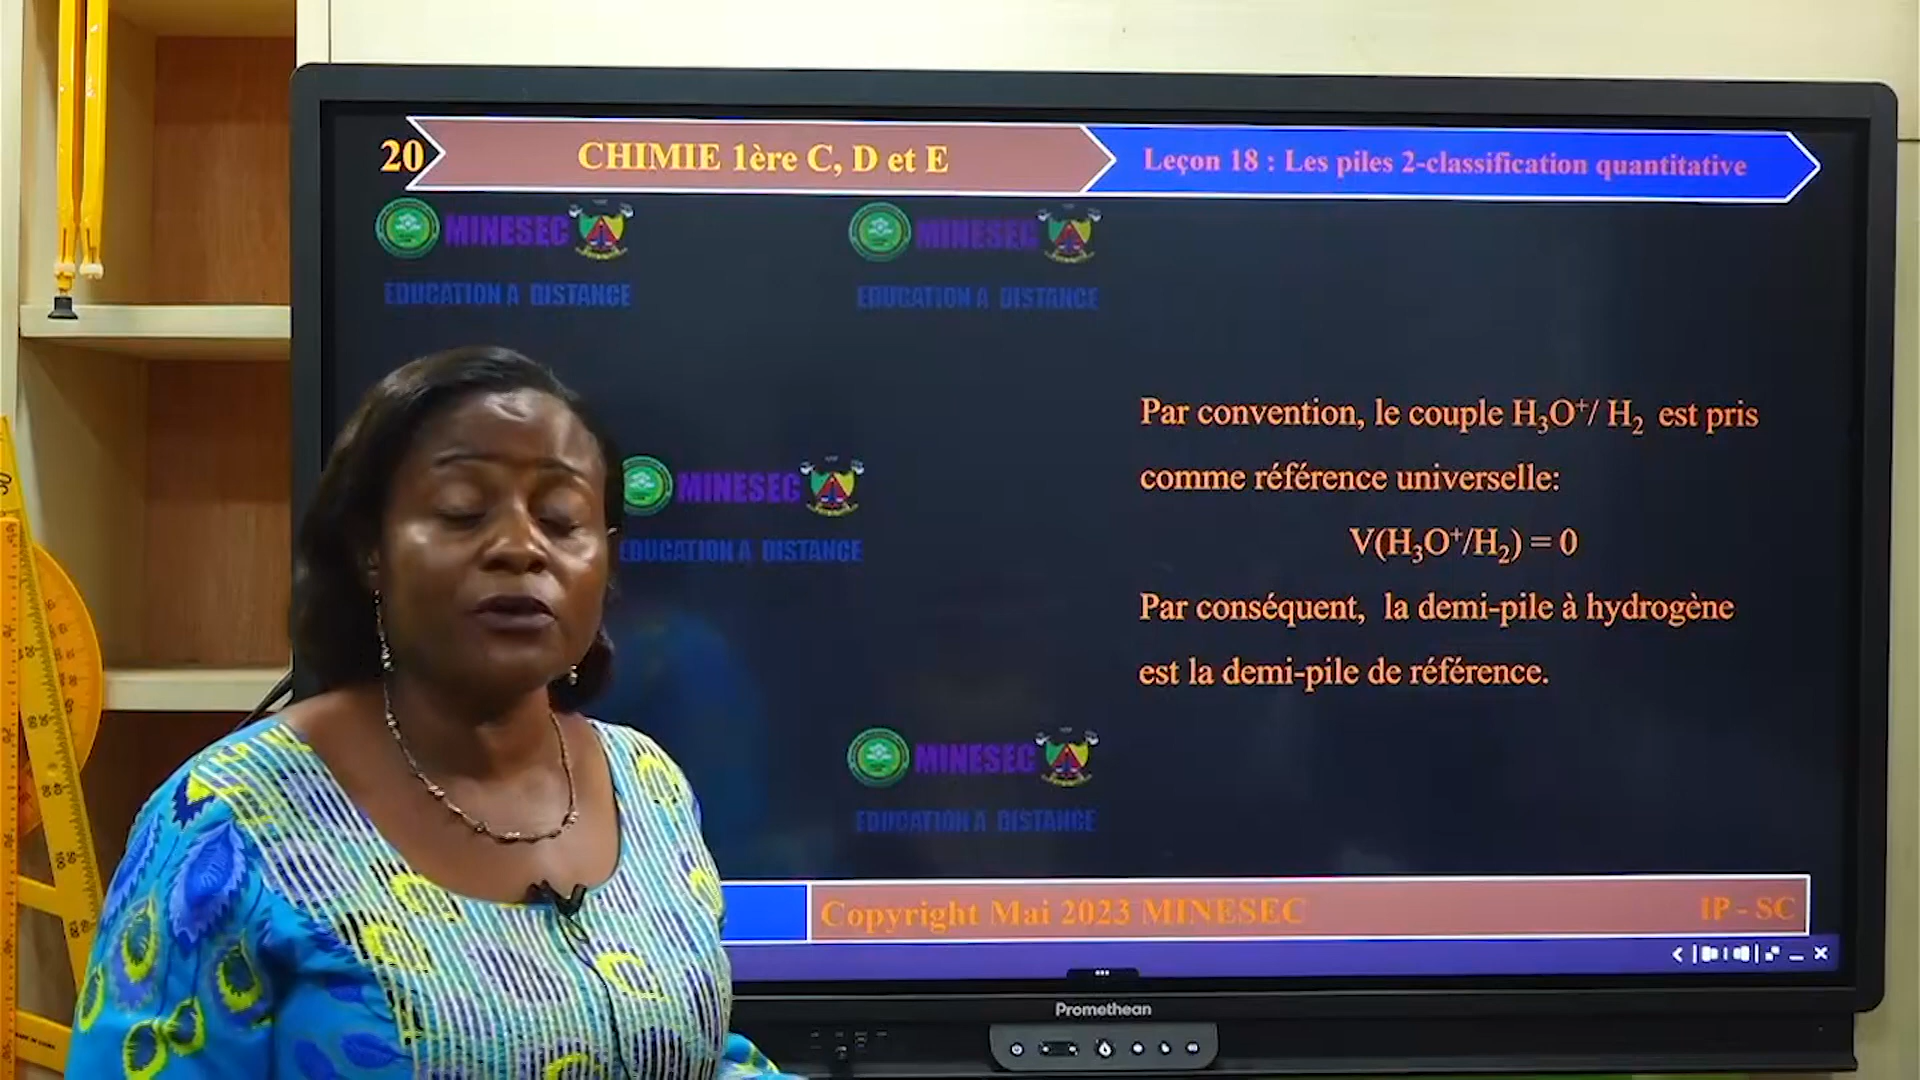 20
CHIMIE 1ère C, D et E
Leçon 18 : Les piles 2-classification quantitative
MINESEC
EDUCATION A DISTANCE
MINESEC
EDUCATION A DISTANCE
Par convention, le couple H₃O⁺/ H₂ est pris
comme référence universelle:
V(H₃O⁺/H₂) = 0
Par conséquent, la demi-pile à hydrogène
est la demi-pile de référence.
MINESEC
EDUCATION A DISTANCE
MINESEC
EDUCATION A DISTANCE
Copyright Mai 2023 MINESEC
IP - SC
Promethean